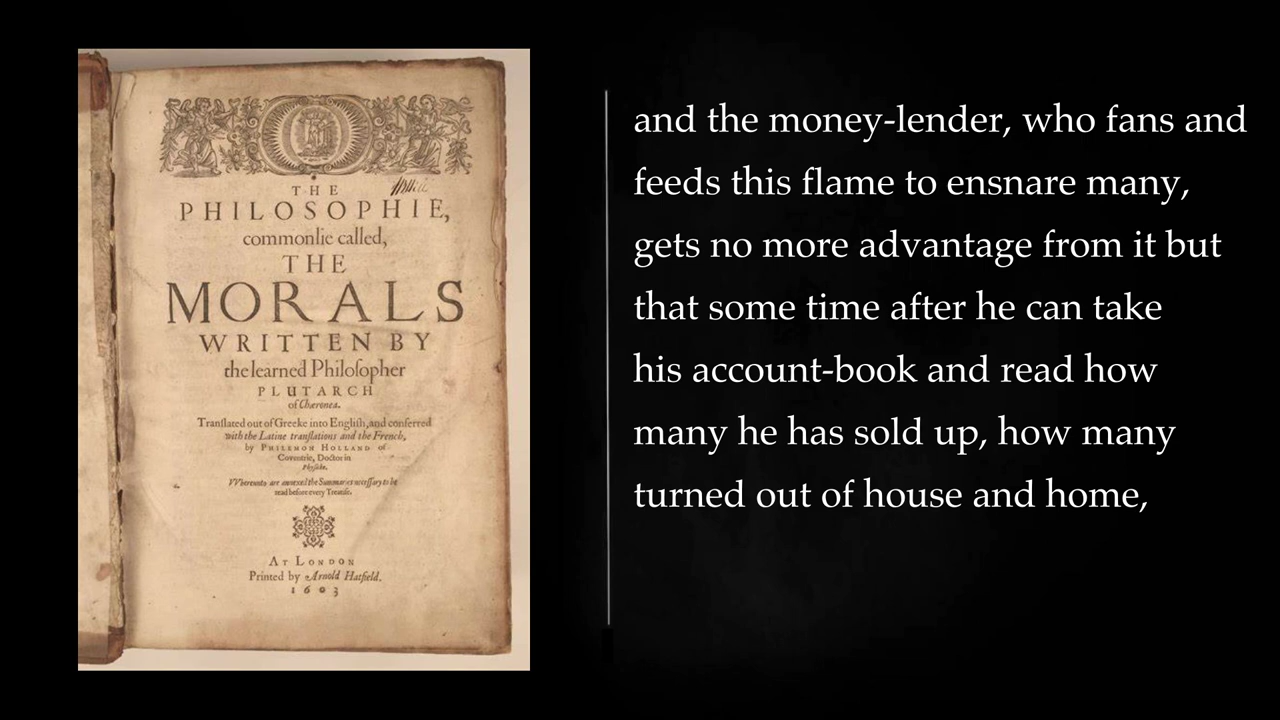 THE
PHILOSOPHIE,
commonlie called,
THE
MORALS
WRITTEN BY
the learned Philoſopher
PLUTARCH
of Chæronea.
Tranſlated out of Greeke into Engliſh, and conferred
with the Latine tranſlations and the French,
by PHILEMON HOLLAND of
Coventrie, Doctor in
Phyſicke.
VVhereunto are annexed the Summaries neceſſary to be
read before every Treatiſe.
AT LONDON
Printed by Arnold Hatfield.
1603
and the money-lender, who fans and
feeds this flame to ensnare many,
gets no more advantage from it but
that some time after he can take
his account-book and read how
many he has sold up, how many
turned out of house and home,